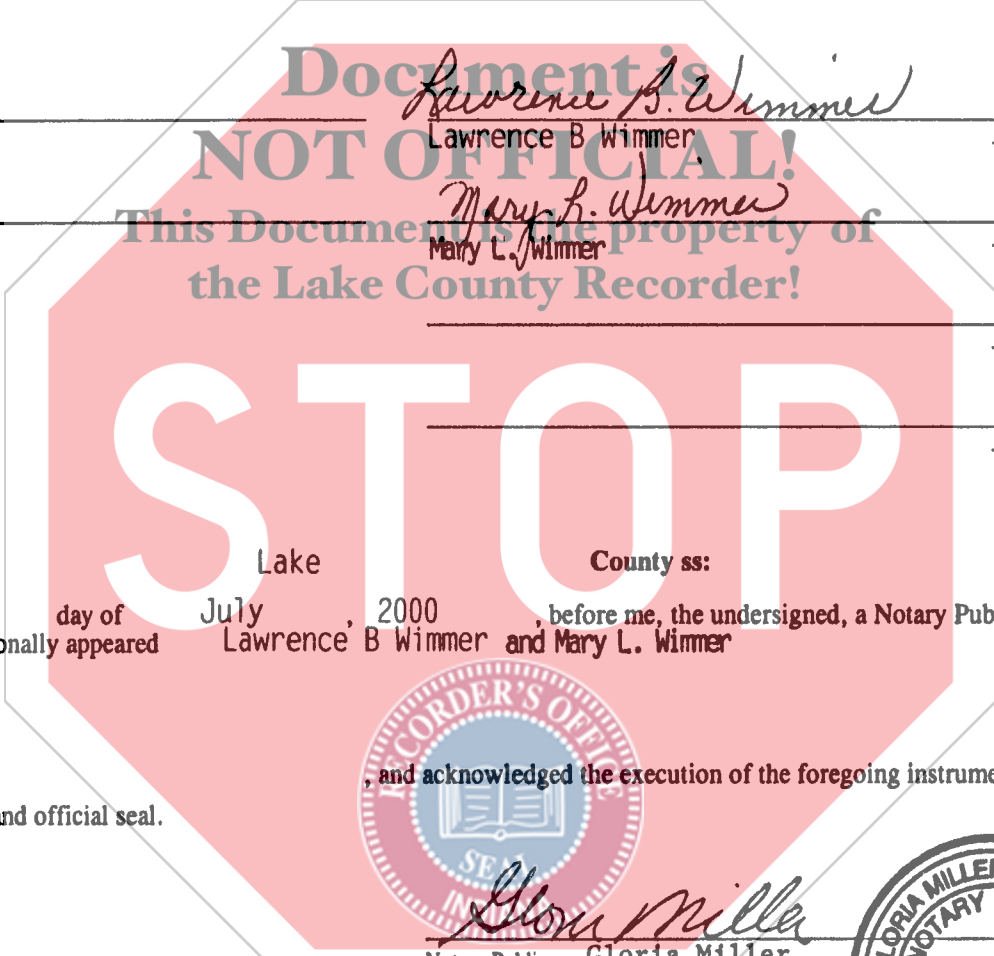 Document is
Lawrence B. Wimmer
Lawrence B Wimmer
NOT OFFICIAL!
Mary L. Wimmer
This Document is the property of
Mary L. Wimmer
the Lake County Recorder!
STOP
Lake County ss:
day of July , 2000 , before me, the undersigned, a Notary Pub
onally appeared Lawrence B Wimmer and Mary L. Wimmer
RECORDER'S OFFICE
, and acknowledged the execution of the foregoing instrume
nd official seal.
SEAL
Gloria Miller
GLORIA MILLER
NOTARY
Gloria Miller